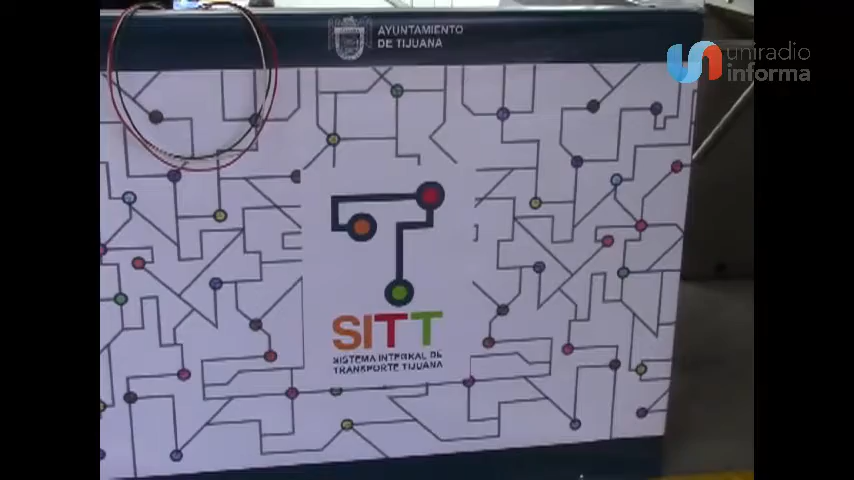 AYUNTAMIENTO
DE TIJUANA
uniradio
informa
SITT
SISTEMA INTEGRAL DE
TRANSPORTE TIJUANA